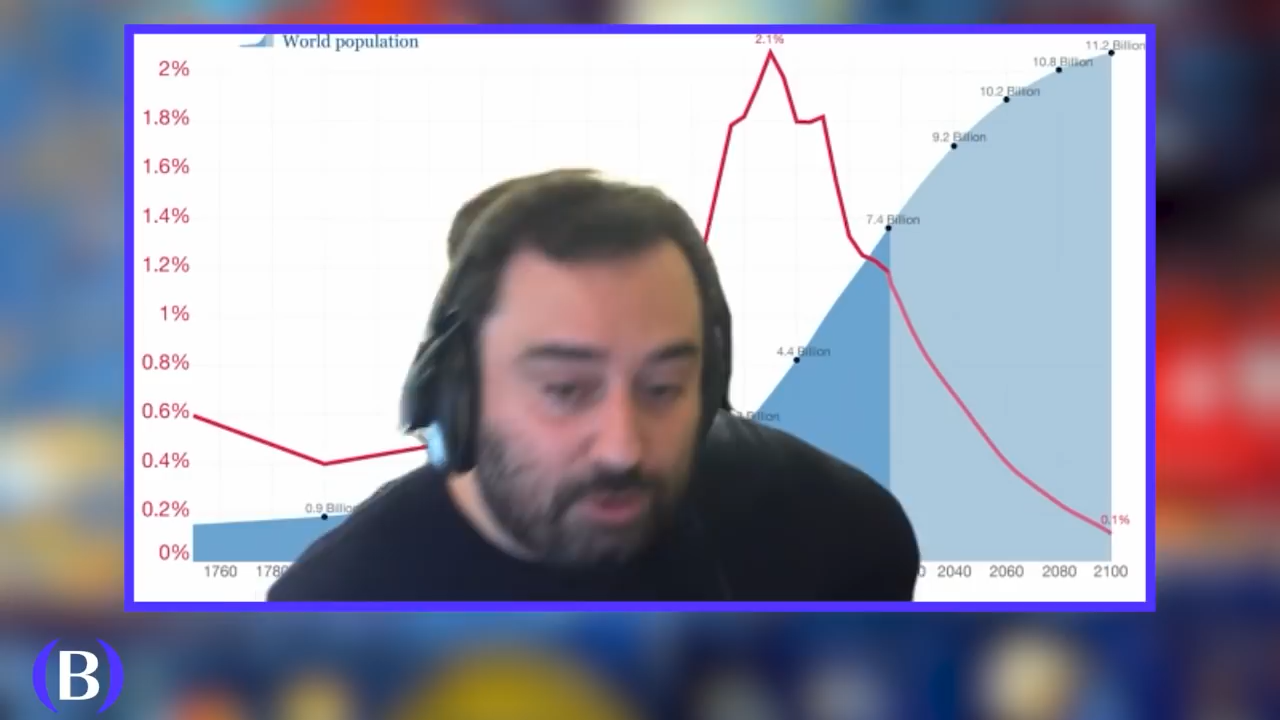 World population
2.1%
11.2 Billion
10.8 Billion
2%
10.2 Billion
1.8%
9.2 Billion
1.6%
1.4%
7.4 Billion
1.2%
1%
4.4 Billion
0.8%
0.6%
Billion
0.4%
0.9 Billion
0.2%
0.1%
0%
1760 1780 2040 2060 2080 2100
(B)